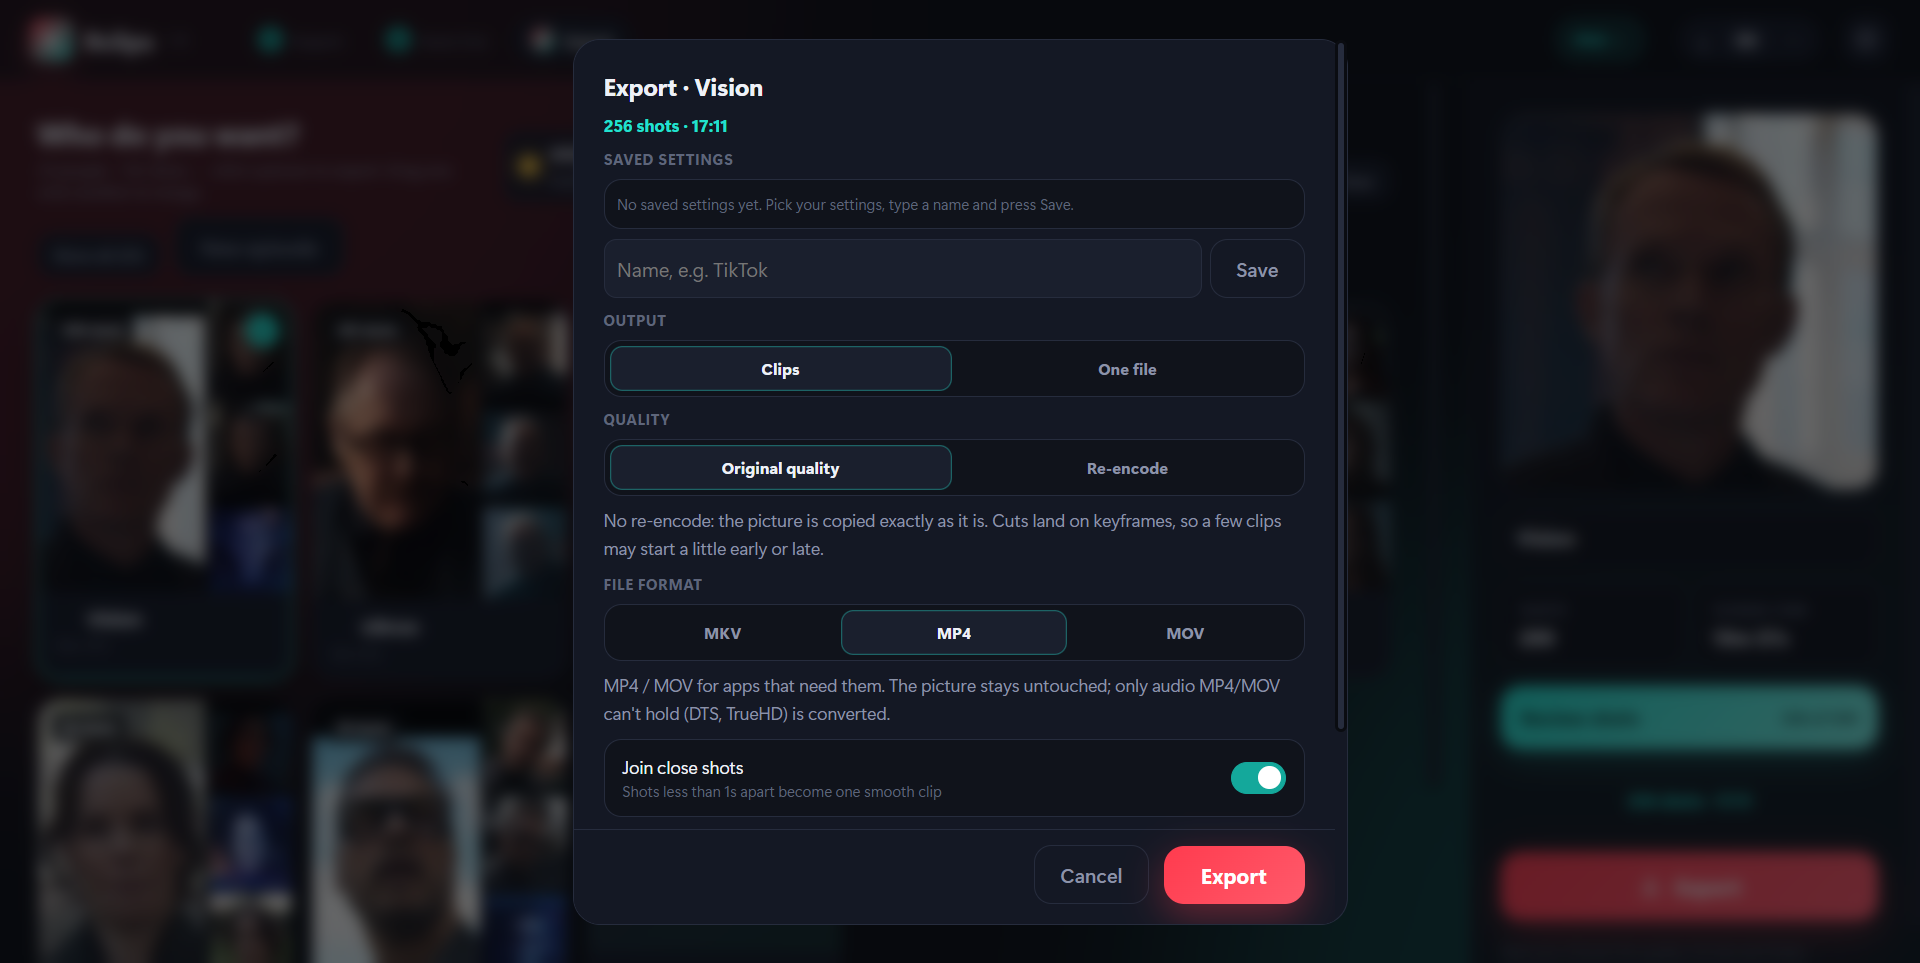 Export · Vision
256 shots · 17:11
SAVED SETTINGS
No saved settings yet. Pick your settings, type a name and press Save.
Name, e.g. TikTok
Save
OUTPUT
Clips
One file
QUALITY
Original quality
Re-encode
No re-encode: the picture is copied exactly as it is. Cuts land on keyframes, so a few clips
may start a little early or late.
FILE FORMAT
MKV
MP4
MOV
MP4 / MOV for apps that need them. The picture stays untouched; only audio MP4/MOV
can't hold (DTS, TrueHD) is converted.
Join close shots
Shots less than 1s apart become one smooth clip
Cancel
Export
Who do you want?